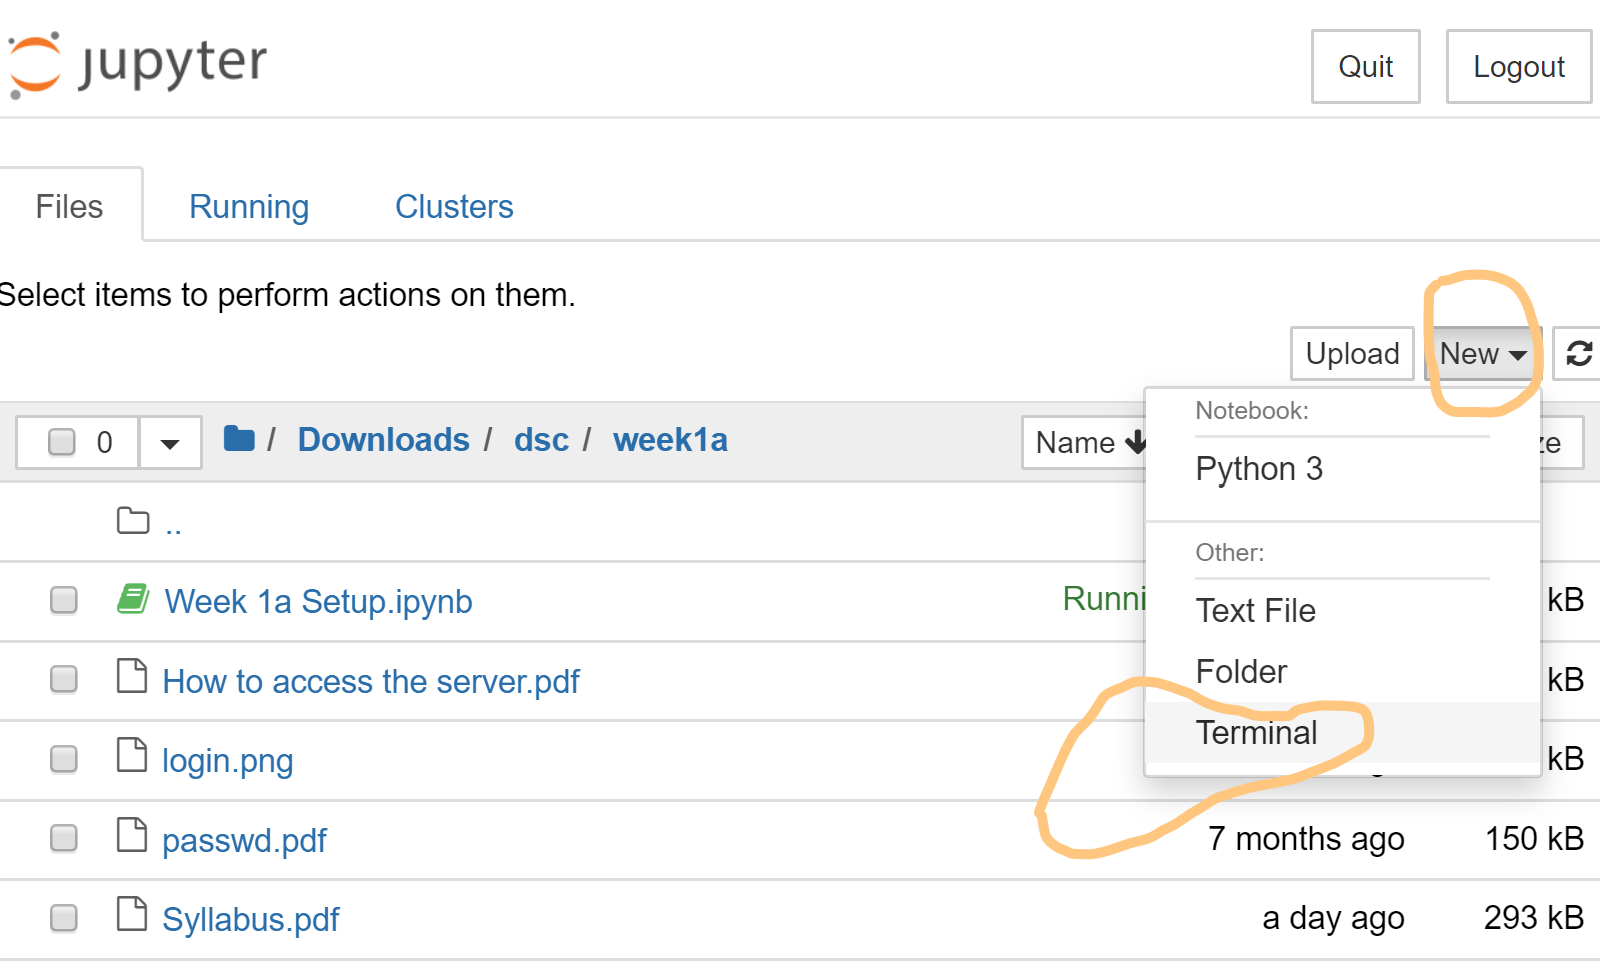 jupyter
Quit
Logout
Files
Running
Clusters
Select items to perform actions on them.
Upload
New
0
/ Downloads / dsc / week1a
Name
ze
Notebook:
Python 3
Other:
Text File
Folder
Terminal
..
Week 1a Setup.ipynb
Runni
kB
How to access the server.pdf
kB
login.png
kB
passwd.pdf
7 months ago
150 kB
Syllabus.pdf
a day ago
293 kB